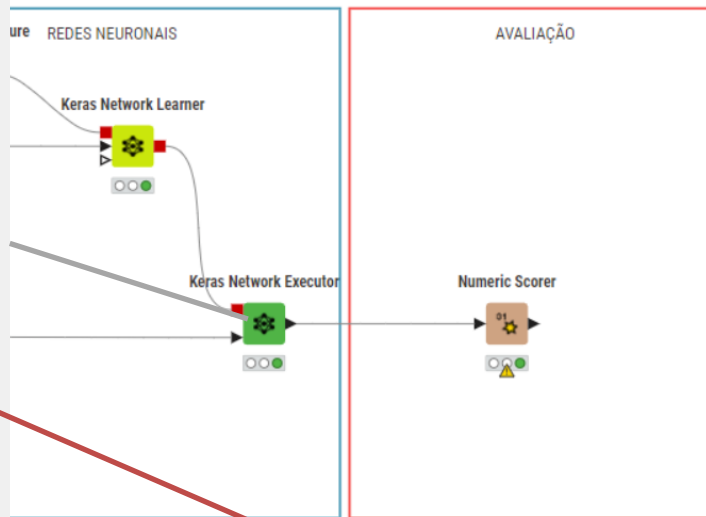 ure
REDES NEURONAIS
AVALIAÇÃO
Keras Network Learner
Keras Network Executor
Numeric Scorer